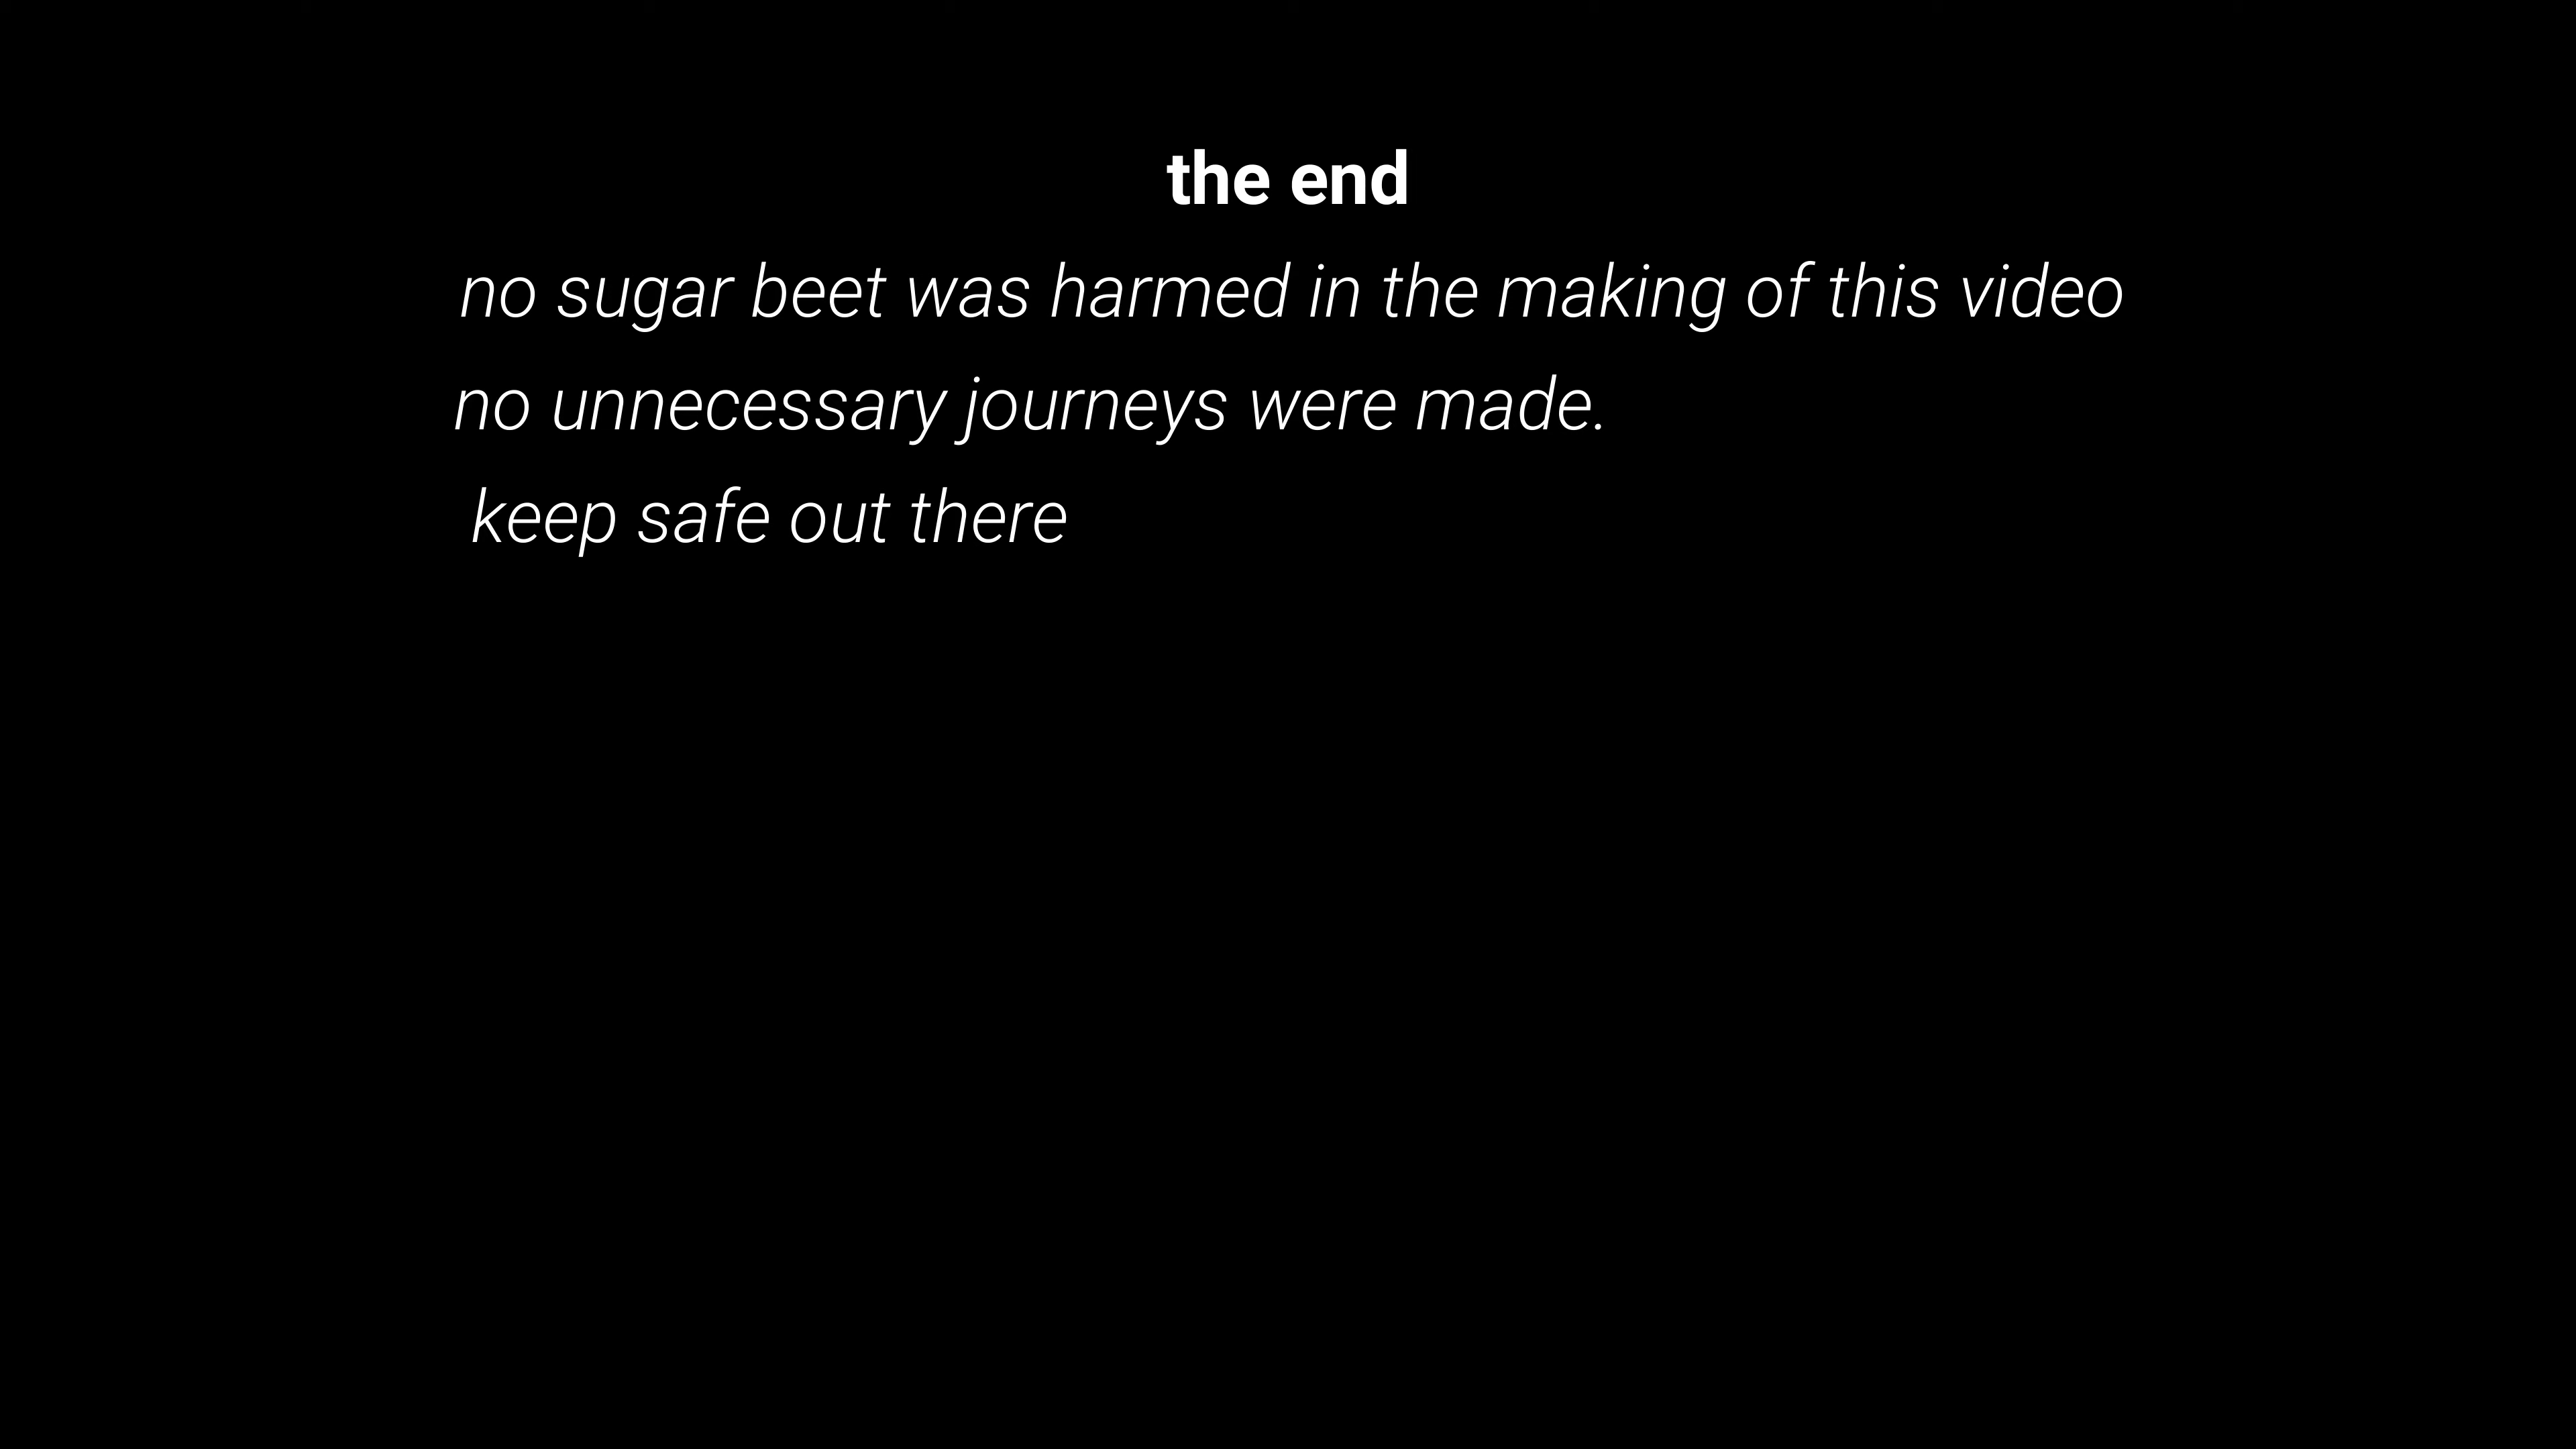 the end
no sugar beet was harmed in the making of this video
no unnecessary journeys were made.
keep safe out there